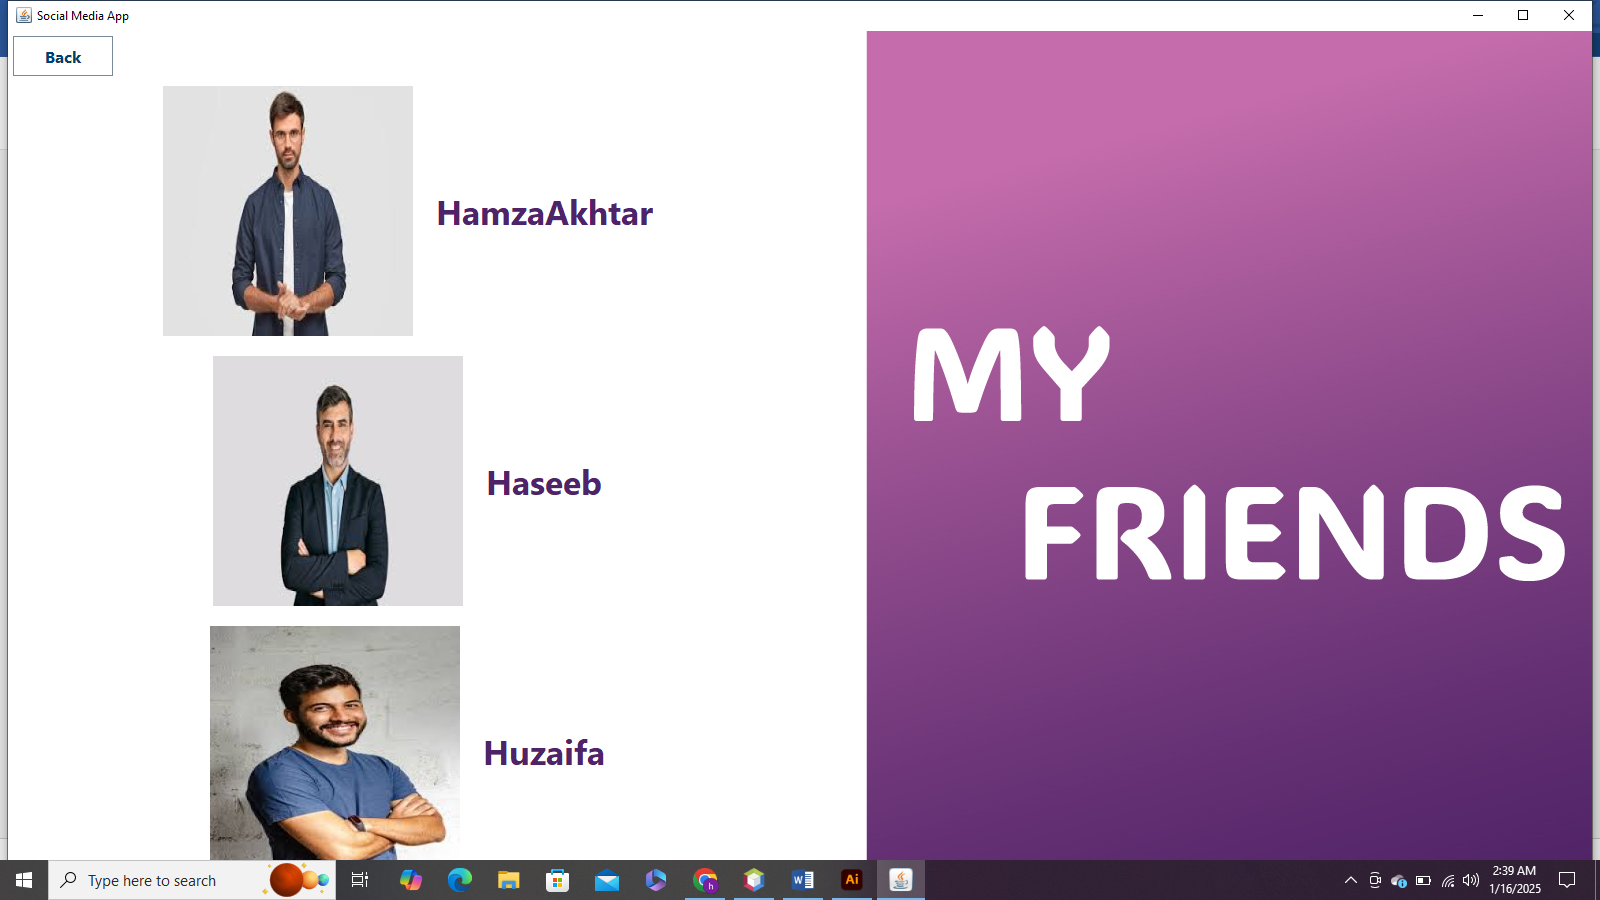 Social Media App
Back
HamzaAkhtar
Haseeb
Huzaifa
MY
FRIENDS
Type here to search
h
W
Ai
2:39 AM
1/16/2025